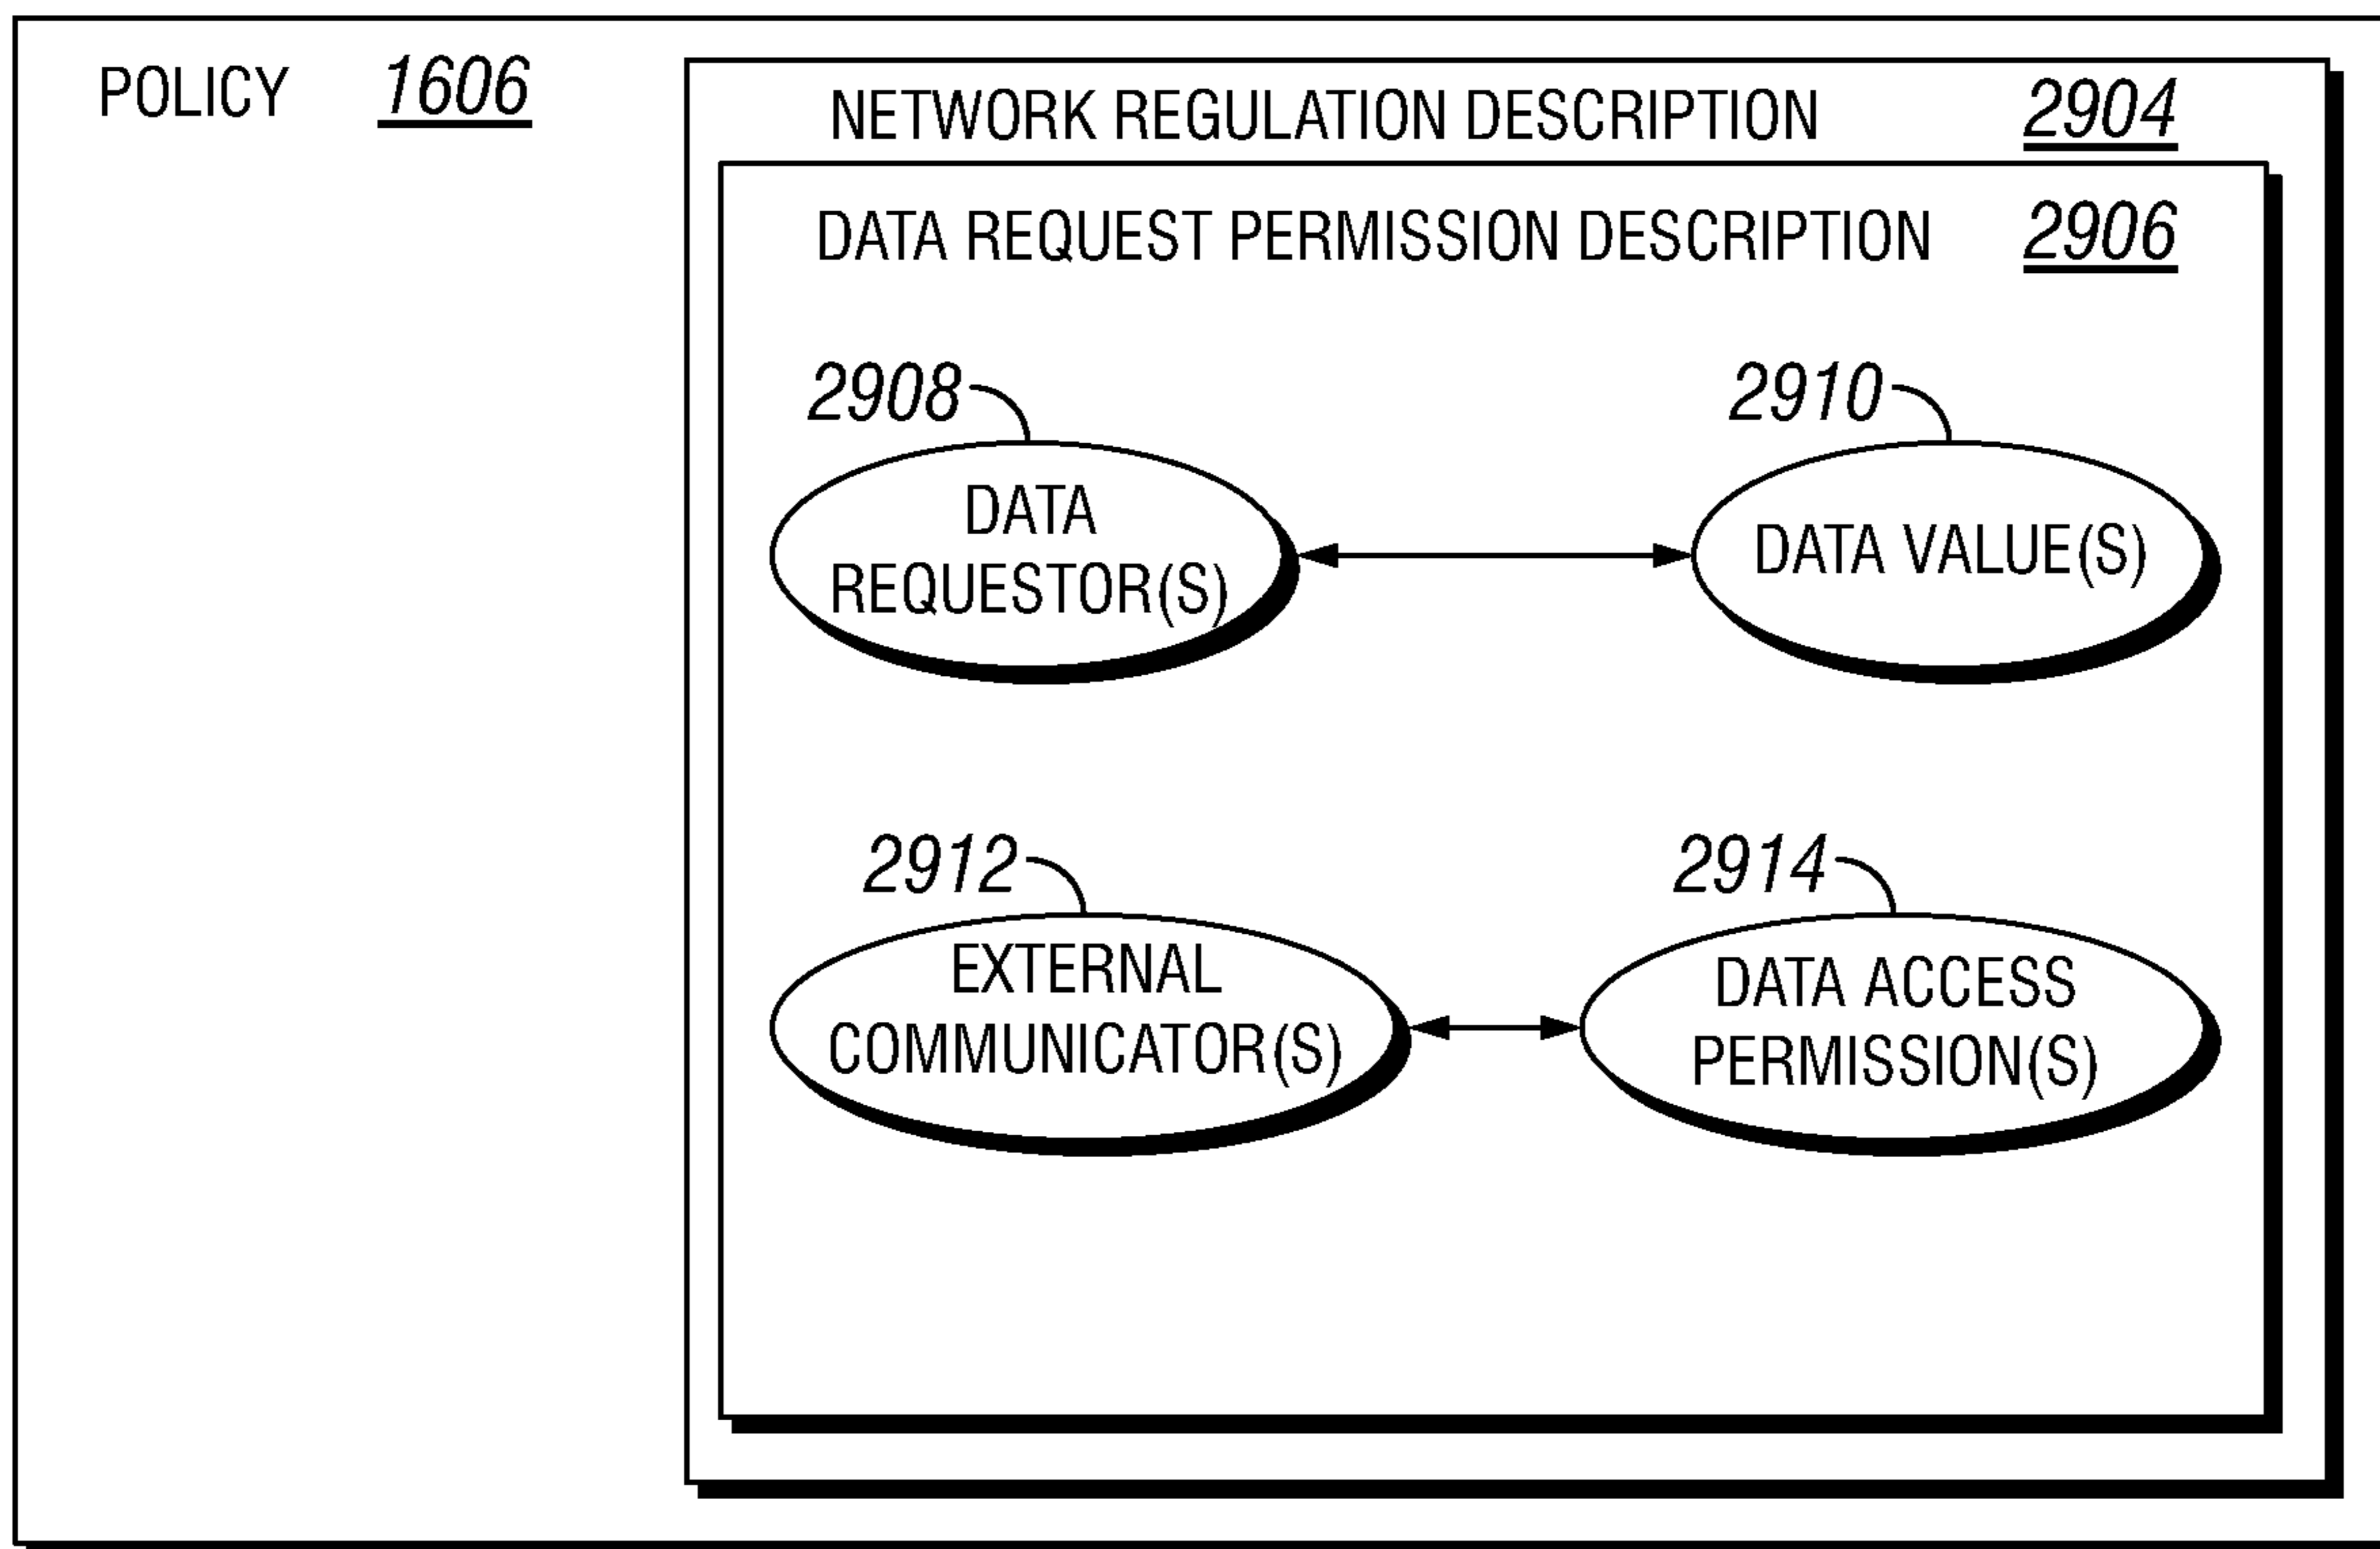 POLICY 1606
NETWORK REGULATION DESCRIPTION 2904
DATA REQUEST PERMISSION DESCRIPTION 2906
2908
DATA
REQUESTOR(S)
2910
DATA VALUE(S)
2912
EXTERNAL
COMMUNICATOR(S)
2914
DATA ACCESS
PERMISSION(S)